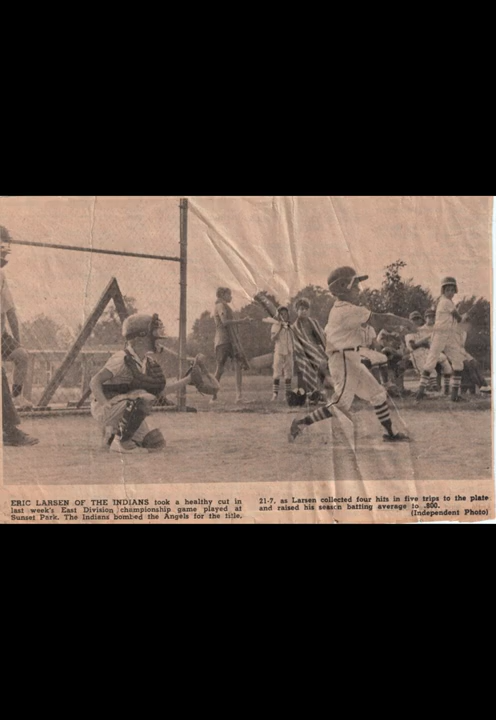 ERIC LARSEN OF THE INDIANS took a healthy cut in
last week's East Division championship game played at
Sunset Park. The Indians bombed the Angels for the title,
21-7, as Larsen collected four hits in five trips to the plate
and raised his season batting average to .800.
(Independent Photo)